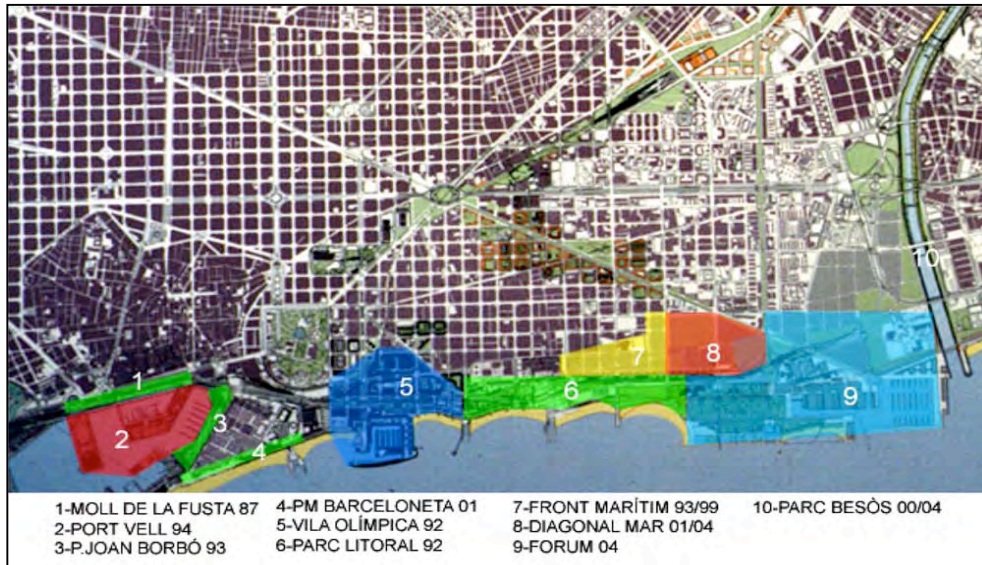 10
1
2
3
4
5
6
7
8
9
1-MOLL DE LA FUSTA 87
2-PORT VELL 94
3-P.JOAN BORBÓ 93
4-PM BARCELONETA 01
5-VILA OLÍMPICA 92
6-PARC LITORAL 92
7-FRONT MARÍTIM 93/99
8-DIAGONAL MAR 01/04
9-FORUM 04
10-PARC BESÒS 00/04